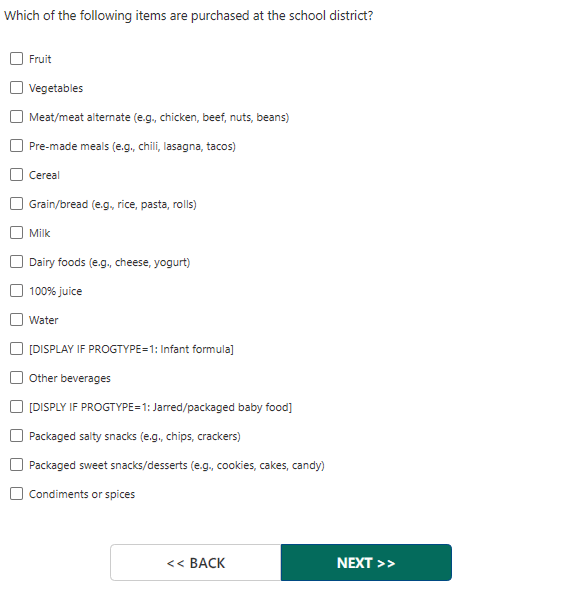 Which of the following items are purchased at the school district?
Fruit
Vegetables
Meat/meat alternate (e.g., chicken, beef, nuts, beans)
Pre-made meals (e.g., chili, lasagna, tacos)
Cereal
Grain/bread (e.g., rice, pasta, rolls)
Milk
Dairy foods (e.g., cheese, yogurt)
100% juice
Water
[DISPLAY IF PROGTYPE=1: Infant formula]
Other beverages
[DISPLY IF PROGTYPE=1: Jarred/packaged baby food]
Packaged salty snacks (e.g., chips, crackers)
Packaged sweet snacks/desserts (e.g., cookies, cakes, candy)
Condiments or spices
<< BACK NEXT >>